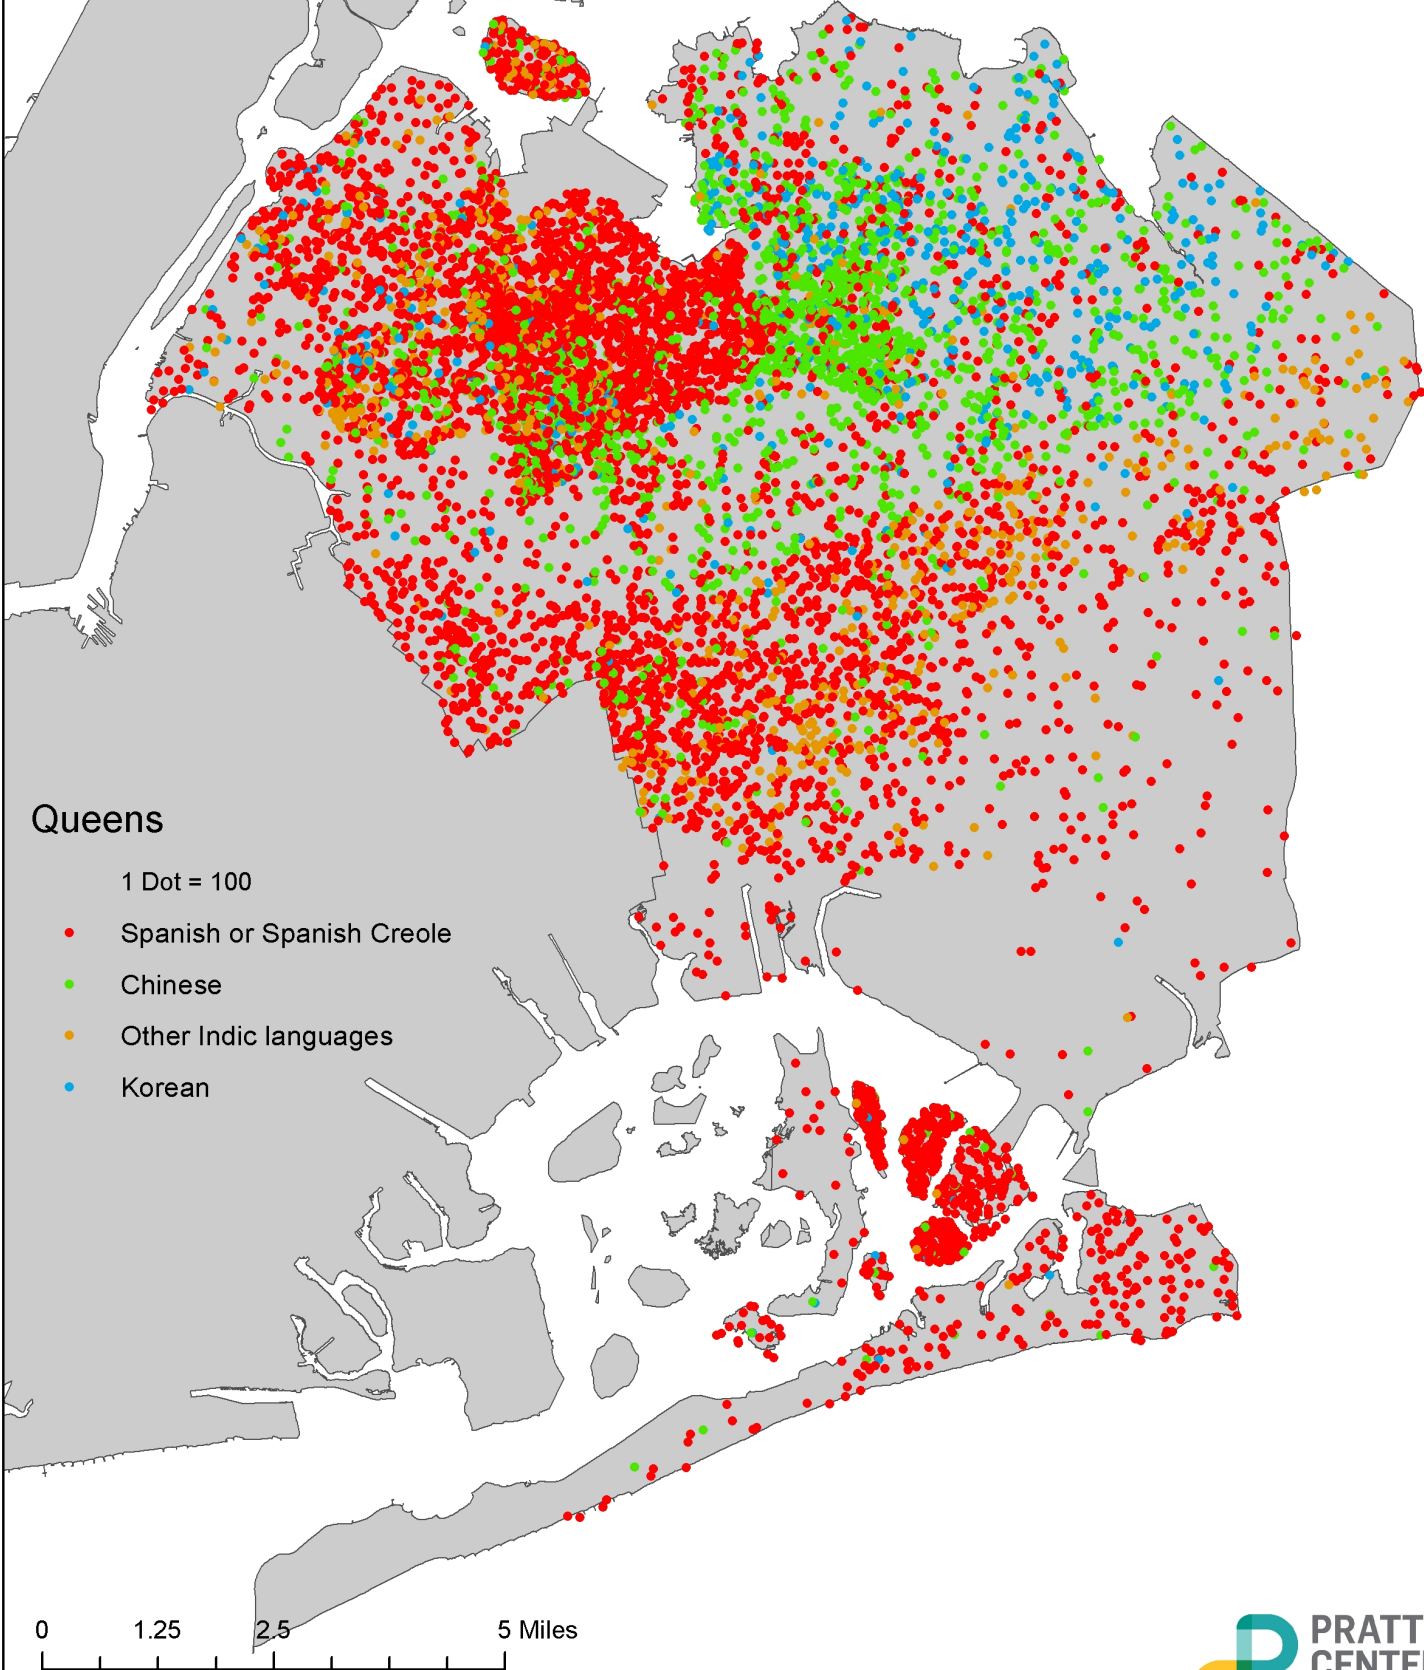 Queens
1 Dot = 100
Spanish or Spanish Creole
Chinese
Other Indic languages
Korean
0 1.25 2.5 5 Miles
PRATT
CENTER